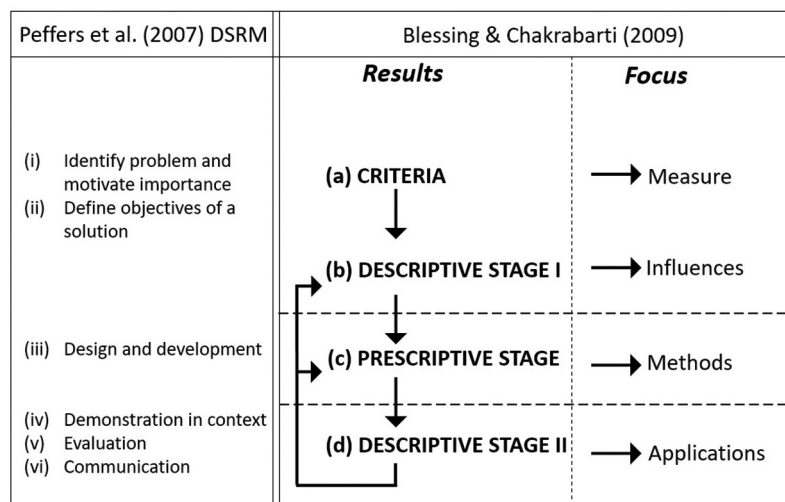 Peffers et al. (2007) DSRM
Blessing & Chakrabarti (2009)
Results
Focus
(i) Identify problem and
motivate importance
(ii) Define objectives of a
solution
(a) CRITERIA
Measure
(b) DESCRIPTIVE STAGE I
Influences
(iii) Design and development
(c) PRESCRIPTIVE STAGE
Methods
(iv) Demonstration in context
(v) Evaluation
(vi) Communication
(d) DESCRIPTIVE STAGE II
Applications